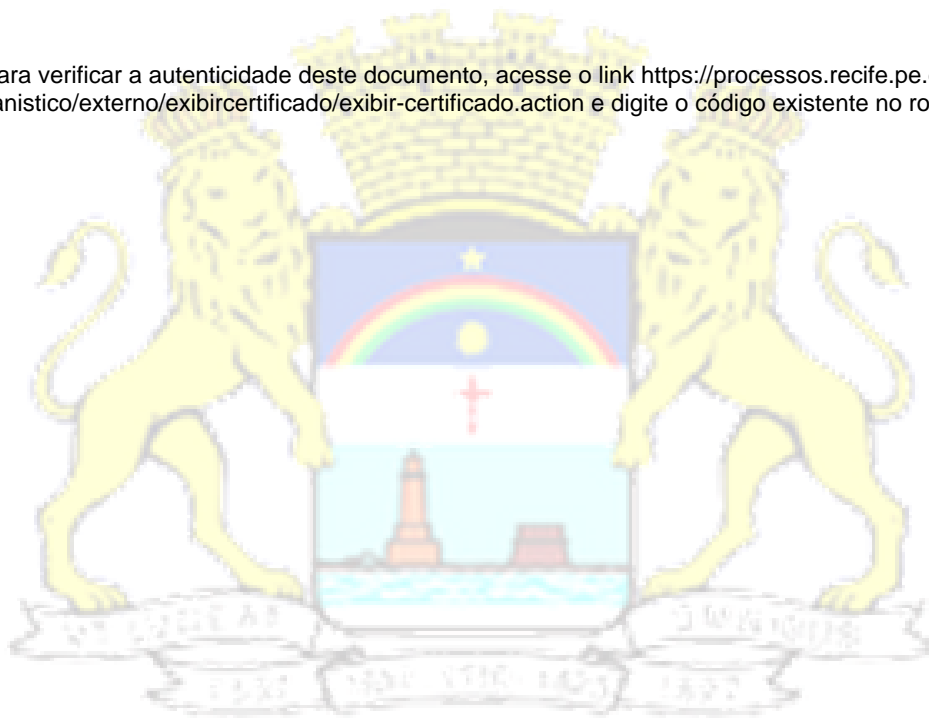 ara verificar a autenticidade deste documento, acesse o link https://processos.recife.pe.
anistico/externo/exibircertificado/exibir-certificado.action e digite o código existente no ro